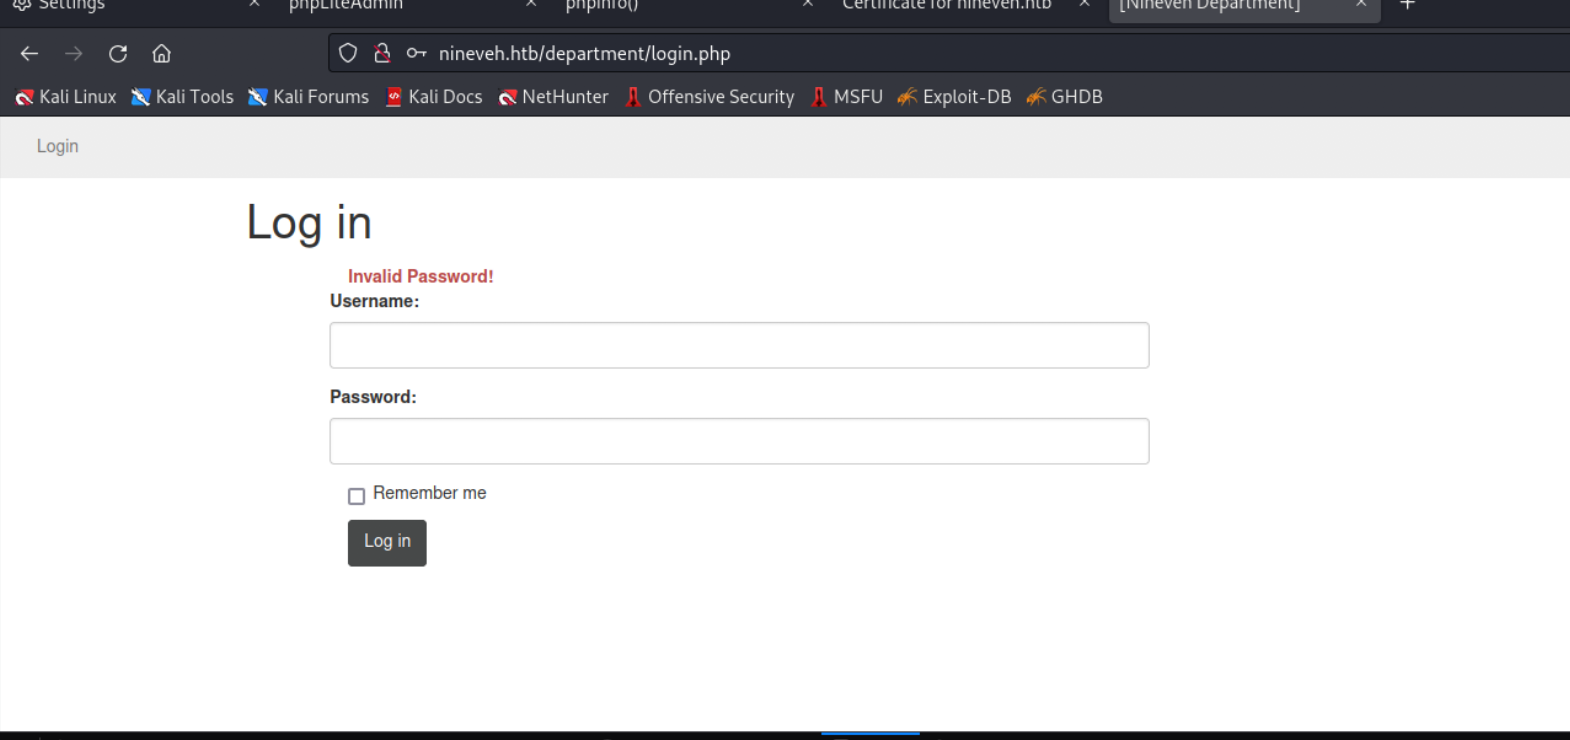 Settings × phpLiteAdmin × phpinfo() × Certificate for nineveh.htb × [Nineveh Department] × +
nineveh.htb/department/login.php
Kali Linux Kali Tools Kali Forums Kali Docs NetHunter Offensive Security MSFU Exploit-DB GHDB
Login
Log in
Invalid Password!
Username:
Password:
Remember me
Log in